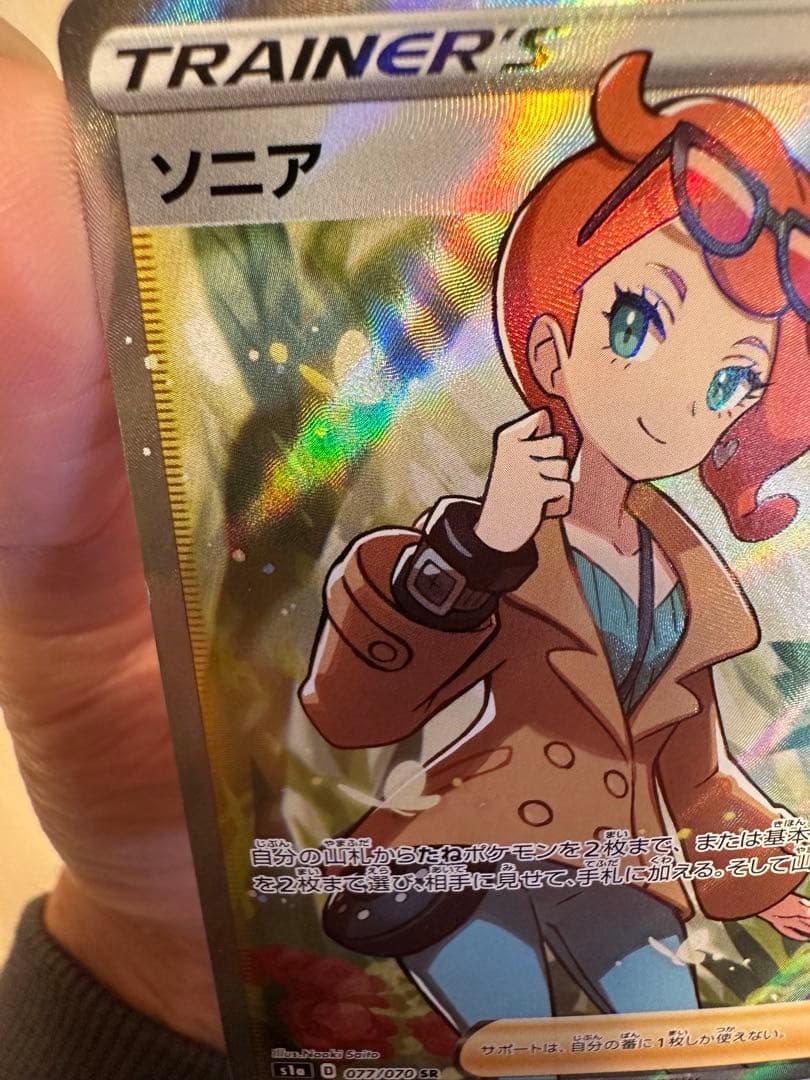 TRAINER'S
ソニア
自分の山札からたねポケモンを2枚まで、または基本
を2枚まで選び、相手に見せて、手札に加える。そして山
サポートは、自分の番に1枚しか使えない。
Illus. Naoki Saito
s1a D 077/070 SR